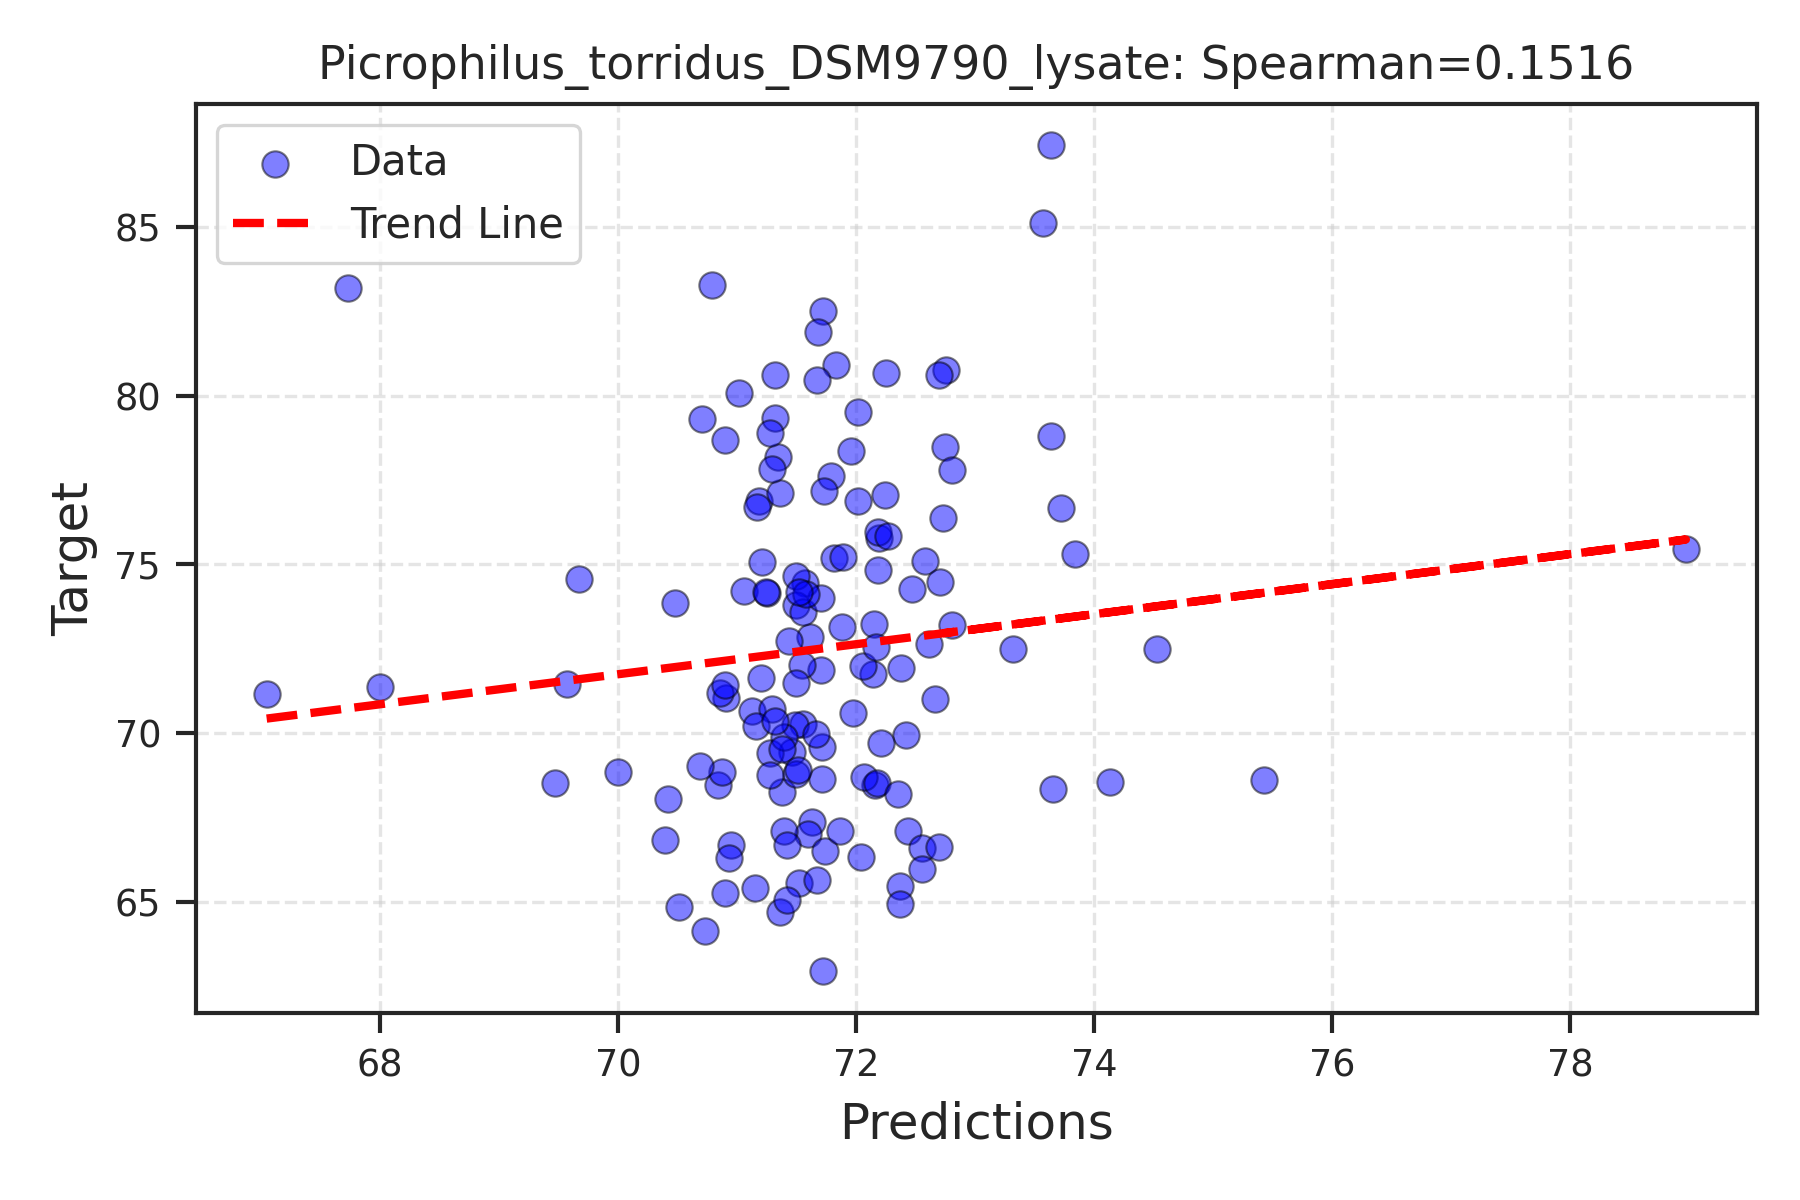 Picrophilus_torridus_DSM9790_lysate: Spearman=0.1516
Data
Trend Line
85
80
75
70
65
Target
68 70 72 74 76 78
Predictions